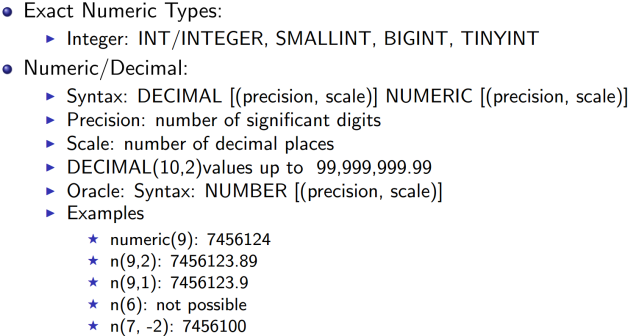 Exact Numeric Types:
Integer: INT/INTEGER, SMALLINT, BIGINT, TINYINT
Numeric/Decimal:
Syntax: DECIMAL [(precision, scale)] NUMERIC [(precision, scale)]
Precision: number of significant digits
Scale: number of decimal places
DECIMAL(10,2)values up to 99,999,999.99
Oracle: Syntax: NUMBER [(precision, scale)]
Examples
numeric(9): 7456124
n(9,2): 7456123.89
n(9,1): 7456123.9
n(6): not possible
n(7, -2): 7456100